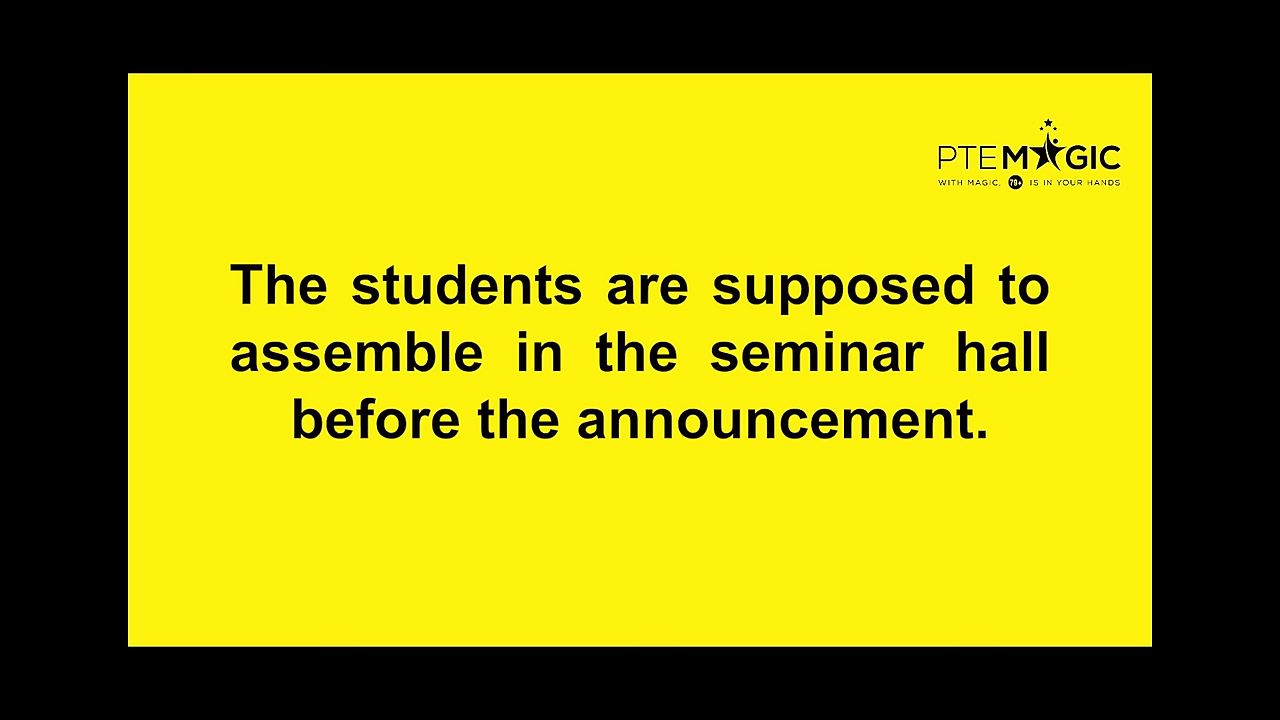 PTEMAGIC
WITH MAGIC, 79+ IS IN YOUR HANDS
The students are supposed to
assemble in the seminar hall
before the announcement.